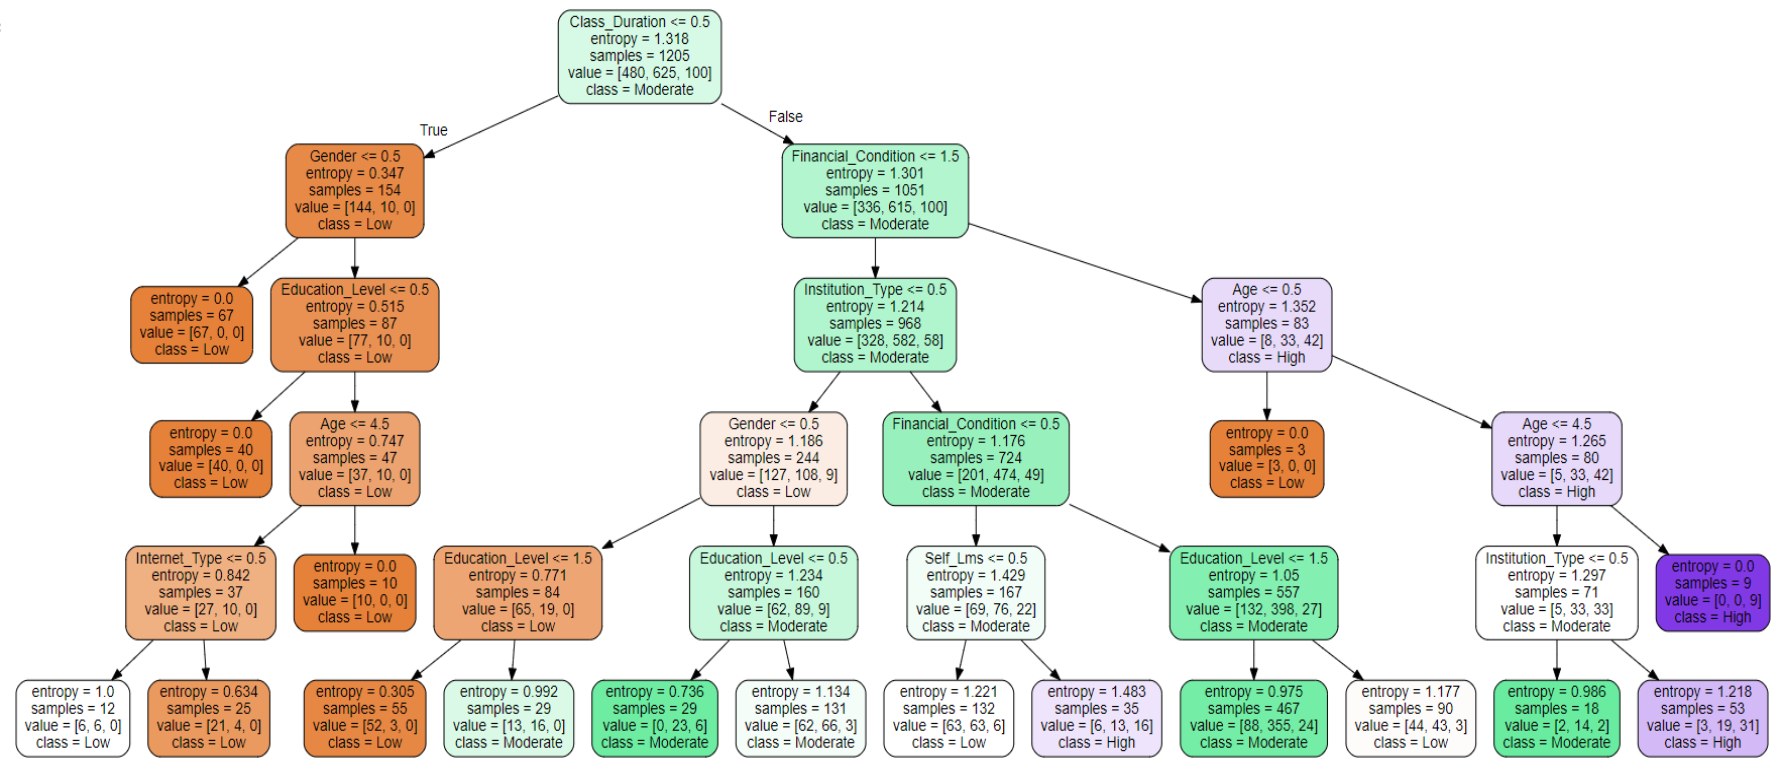 Class_Duration <= 0.5
entropy = 1.318
samples = 1205
value = [480, 625, 100]
class = Moderate
True
False
Gender <= 0.5
entropy = 0.347
samples = 154
value = [144, 10, 0]
class = Low
Financial_Condition <= 1.5
entropy = 1.301
samples = 1051
value = [336, 615, 100]
class = Moderate
entropy = 0.0
samples = 67
value = [67, 0, 0]
class = Low
Education_Level <= 0.5
entropy = 0.515
samples = 87
value = [77, 10, 0]
class = Low
Institution_Type <= 0.5
entropy = 1.214
samples = 968
value = [328, 582, 58]
class = Moderate
Age <= 0.5
entropy = 1.352
samples = 83
value = [8, 33, 42]
class = High
entropy = 0.0
samples = 40
value = [40, 0, 0]
class = Low
Age <= 4.5
entropy = 0.747
samples = 47
value = [37, 10, 0]
class = Low
Gender <= 0.5
entropy = 1.186
samples = 244
value = [127, 108, 9]
class = Low
Financial_Condition <= 0.5
entropy = 1.176
samples = 724
value = [201, 474, 49]
class = Moderate
entropy = 0.0
samples = 3
value = [3, 0, 0]
class = Low
Age <= 4.5
entropy = 1.265
samples = 80
value = [5, 33, 42]
class = High
Internet_Type <= 0.5
entropy = 0.842
samples = 37
value = [27, 10, 0]
class = Low
entropy = 0.0
samples = 10
value = [10, 0, 0]
class = Low
Education_Level <= 1.5
entropy = 0.771
samples = 84
value = [65, 19, 0]
class = Low
Education_Level <= 0.5
entropy = 1.234
samples = 160
value = [62, 89, 9]
class = Moderate
Self_Lms <= 0.5
entropy = 1.429
samples = 167
value = [69, 76, 22]
class = Moderate
Education_Level <= 1.5
entropy = 1.05
samples = 557
value = [132, 398, 27]
class = Moderate
Institution_Type <= 0.5
entropy = 1.297
samples = 71
value = [5, 33, 33]
class = Moderate
entropy = 0.0
samples = 9
value = [0, 0, 9]
class = High
entropy = 1.0
samples = 12
value = [6, 6, 0]
class = Low
entropy = 0.634
samples = 25
value = [21, 4, 0]
class = Low
entropy = 0.305
samples = 55
value = [52, 3, 0]
class = Low
entropy = 0.992
samples = 29
value = [13, 16, 0]
class = Moderate
entropy = 0.736
samples = 29
value = [0, 23, 6]
class = Moderate
entropy = 1.134
samples = 131
value = [62, 66, 3]
class = Moderate
entropy = 1.221
samples = 132
value = [63, 63, 6]
class = Low
entropy = 1.483
samples = 35
value = [6, 13, 16]
class = High
entropy = 0.975
samples = 467
value = [88, 355, 24]
class = Moderate
entropy = 1.177
samples = 90
value = [44, 43, 3]
class = Low
entropy = 0.986
samples = 18
value = [2, 14, 2]
class = Moderate
entropy = 1.218
samples = 53
value = [3, 19, 31]
class = High